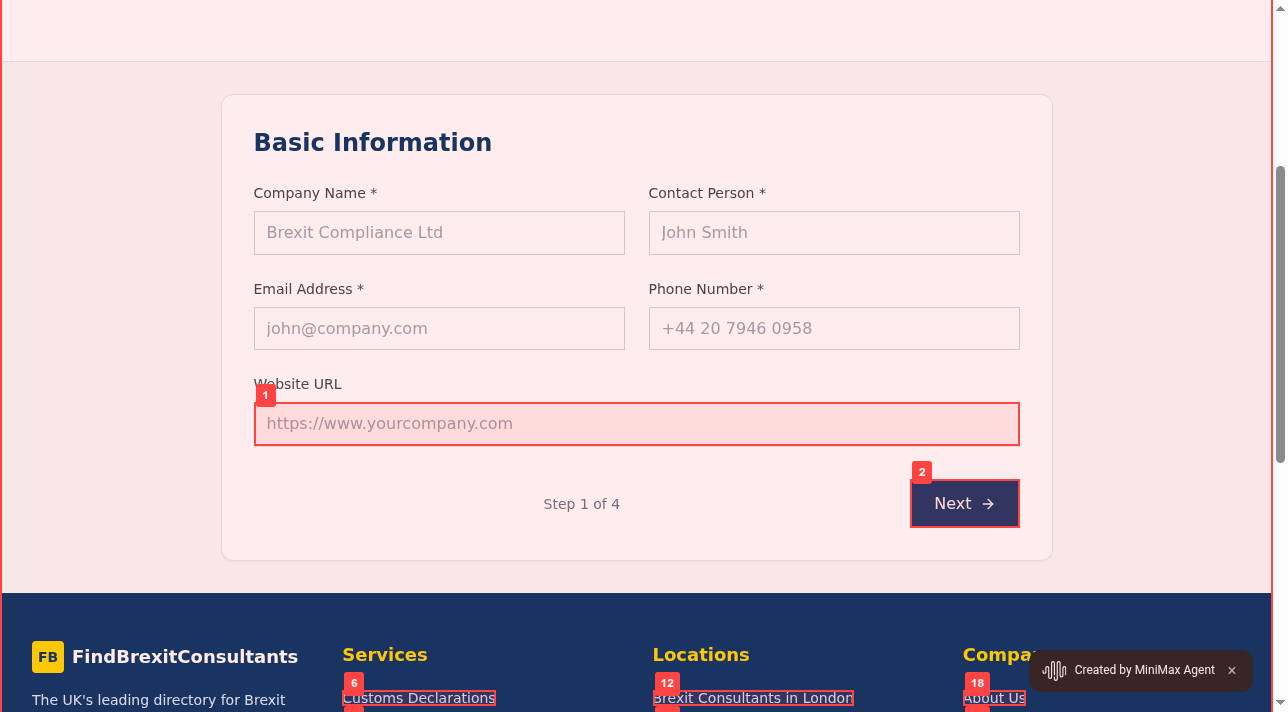 Basic Information
Company Name *
Contact Person *
Brexit Compliance Ltd
John Smith
Email Address *
Phone Number *
john@company.com
+44 20 7946 0958
Website URL
1
https://www.yourcompany.com
2
Step 1 of 4
Next
FB
FindBrexitConsultants
Services
Locations
Compa
Created by MiniMax Agent
6
12
18
The UK's leading directory for Brexit
Customs Declarations
Brexit Consultants in London
About Us